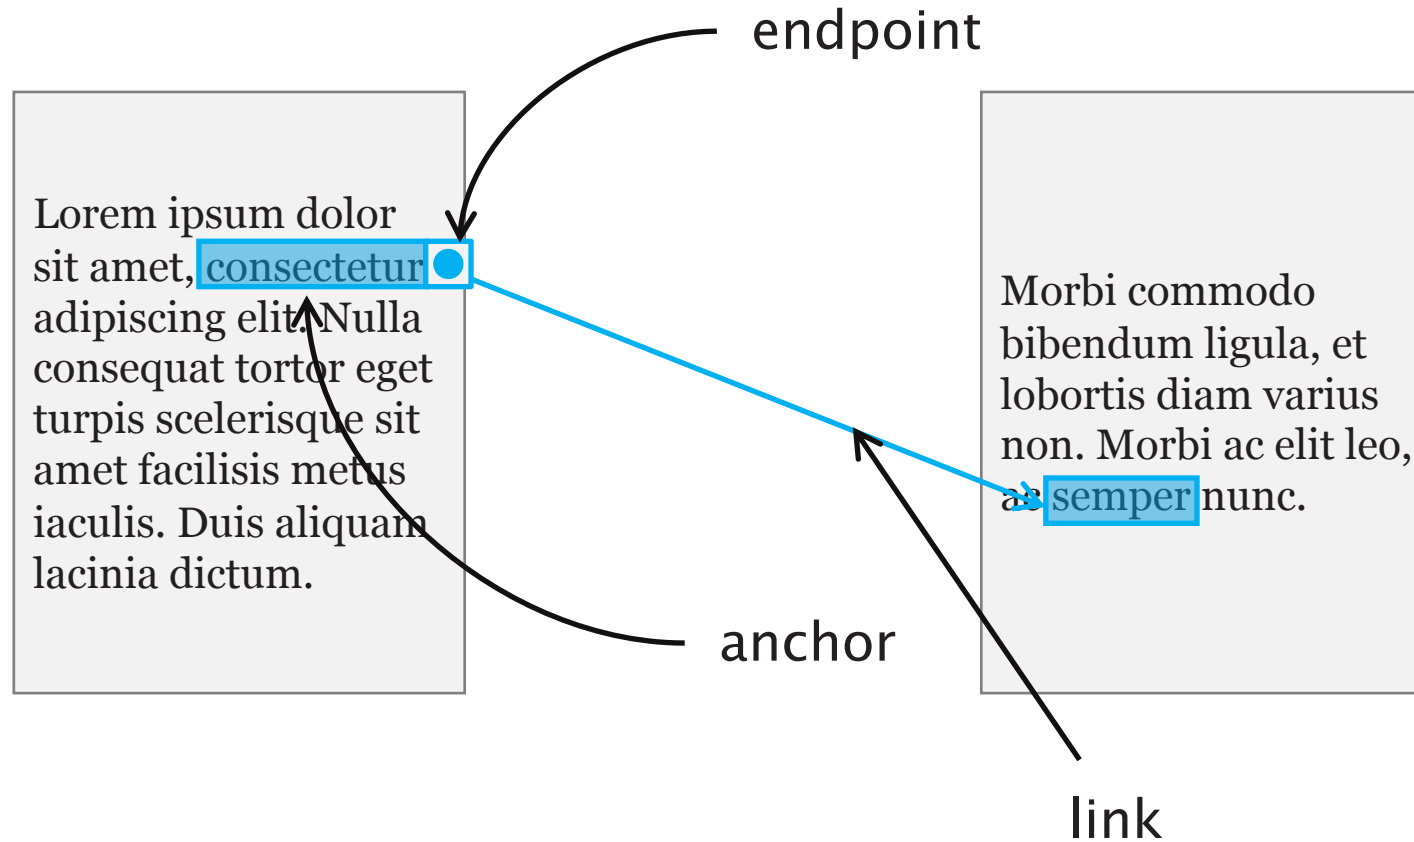 endpoint
Lorem ipsum dolor
sit amet, consectetur
adipiscing elit. Nulla
consequat tortor eget
turpis scelerisque sit
amet facilisis metus
iaculis. Duis aliquam
lacinia dictum.
Morbi commodo
bibendum ligula, et
lobortis diam varius
non. Morbi ac elit leo,
ac semper nunc.
anchor
link